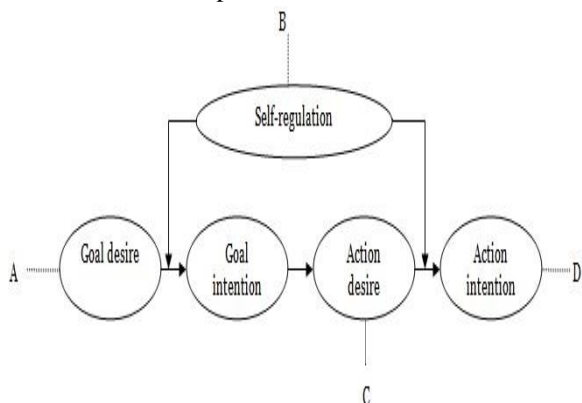 B
Self-regulation
A
Goal desire
Goal
intention
Action
desire
Action
intention
D
C